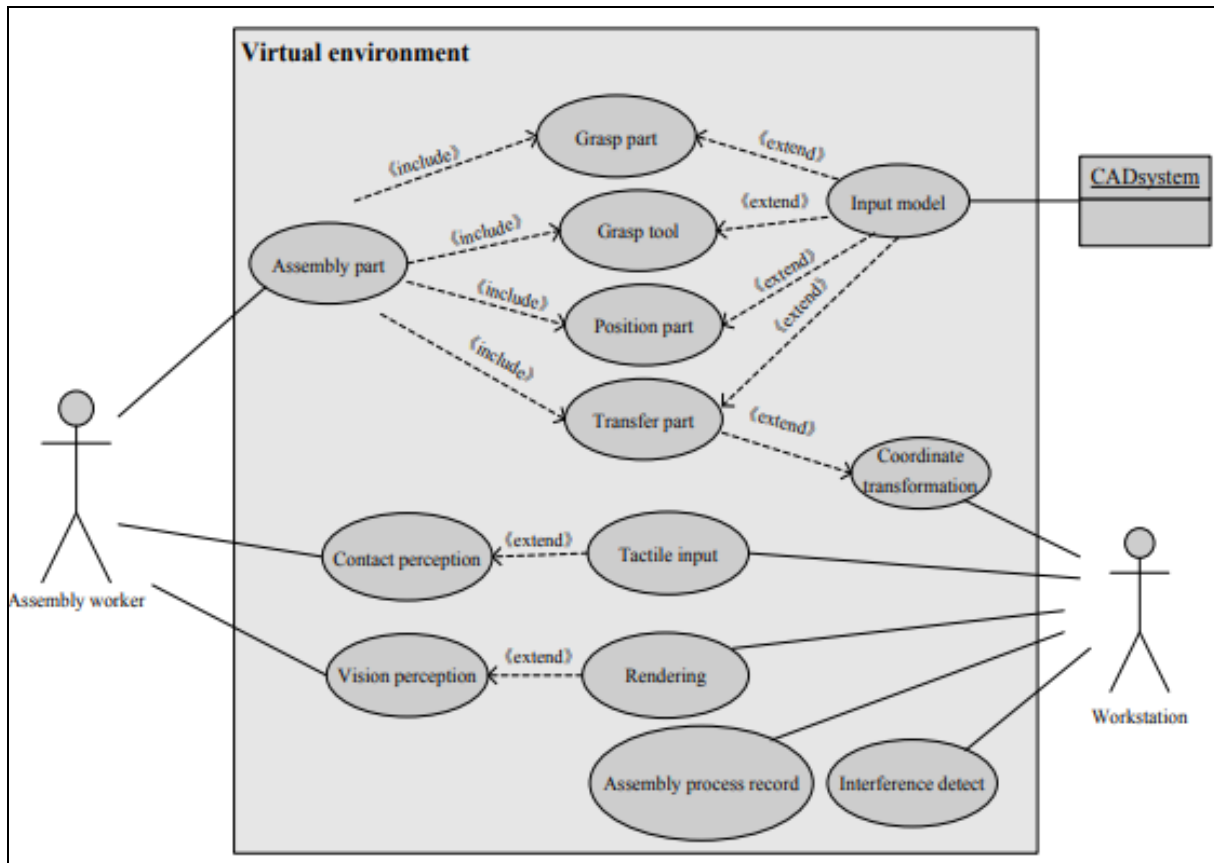 Virtual environment
Grasp part
《include》
《extend》
CADsystem
Input model
《extend》
《include》
Grasp tool
Assembly part
《extend》
《include》
《extend》
Position part
《include》
Transfer part
《extend》
Coordinate
transformation
《extend》
Contact perception
Tactile input
Assembly worker
《extend》
Vision perception
Rendering
Workstation
Assembly process record
Interference detect